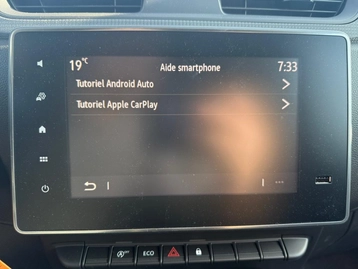 19°C Aide smartphone 7:33
Tutoriel Android Auto
Tutoriel Apple CarPlay
ECO